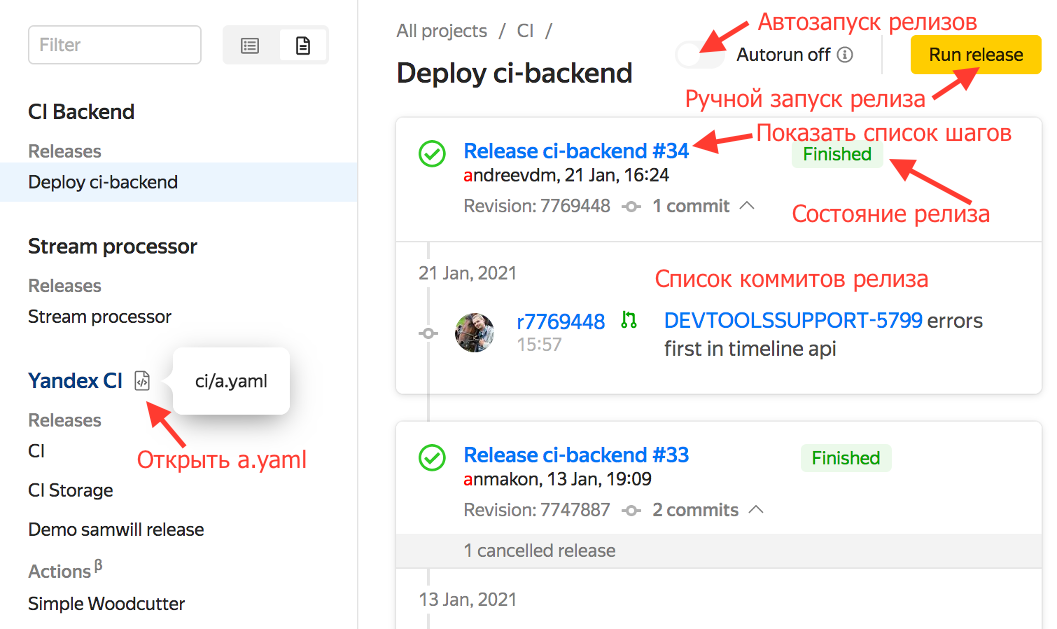 Filter
CI Backend
Releases
Deploy ci-backend
Stream processor
Releases
Stream processor
Yandex CI
ci/a.yaml
Открыть a.yaml
Releases
CI
CI Storage
Demo samwill release
Actions β
Simple Woodcutter
All projects / CI /
Автозапуск релизов
Deploy ci-backend
Autorun off
Run release
Ручной запуск релиза
Показать список шагов
Release ci-backend #34
Finished
andreevdm, 21 Jan, 16:24
Revision: 7769448 1 commit
Состояние релиза
21 Jan, 2021
Список коммитов релиза
r7769448
15:57
DEVTOOLSSUPPORT-5799 errors
first in timeline api
Release ci-backend #33
Finished
anmakon, 13 Jan, 19:09
Revision: 7747887 2 commits
1 cancelled release
13 Jan, 2021